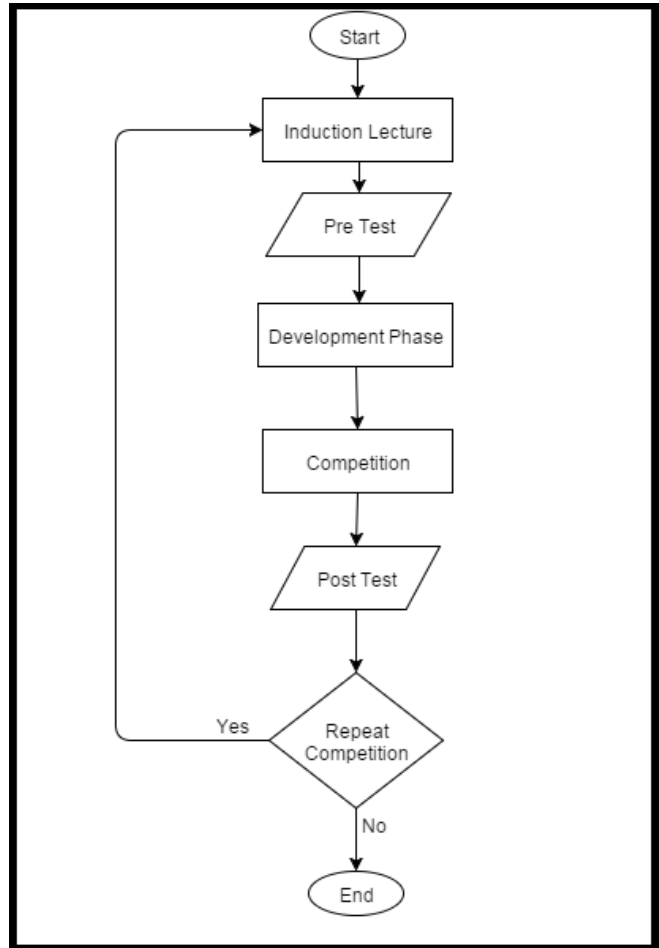 Start
Induction Lecture
Pre Test
Development Phase
Competition
Post Test
Repeat
Competition
Yes
No
End